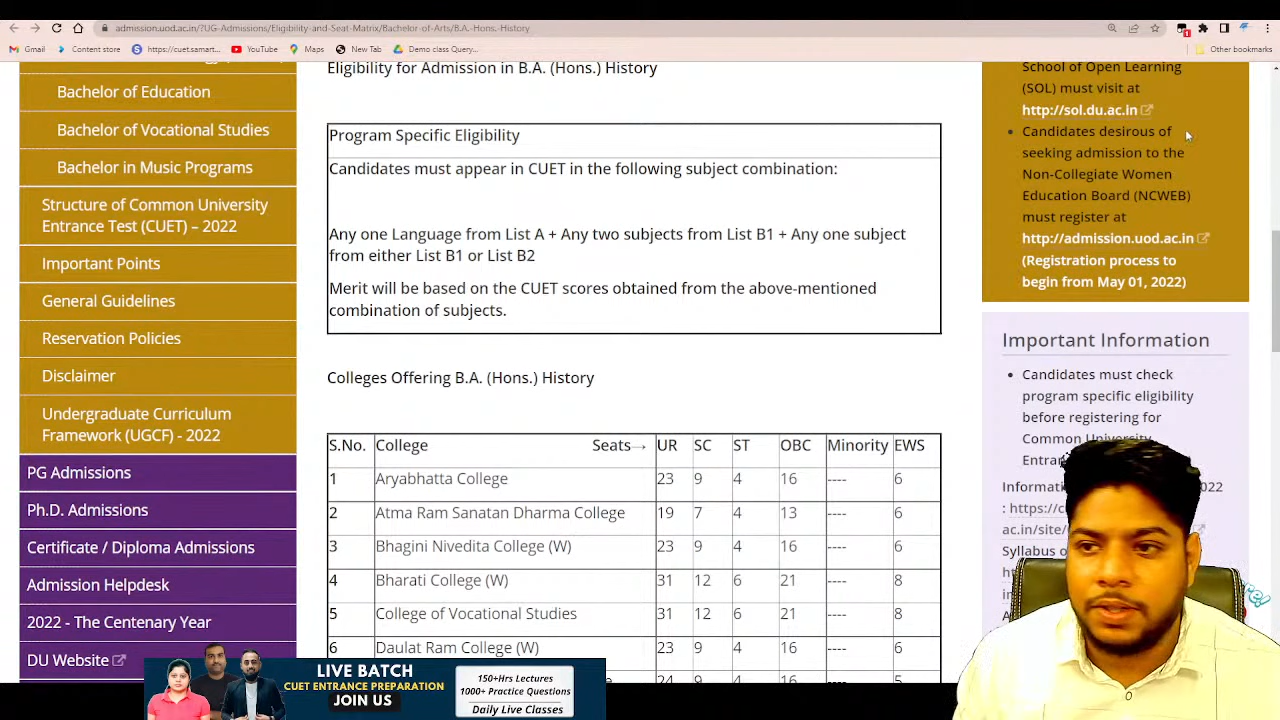 admission.uod.ac.in/?UG-Admissions/Eligibility-and-Seat-Matrix/Bachelor-of-Arts/B.A.-Hons.-History
Gmail
Content store
https://cuet.samart...
YouTube
Maps
New Tab
Demo class Query...
Other bookmarks
Bachelor of Education
Bachelor of Vocational Studies
Bachelor in Music Programs
Structure of Common University
Entrance Test (CUET) – 2022
Important Points
General Guidelines
Reservation Policies
Disclaimer
Undergraduate Curriculum
Framework (UGCF) - 2022
PG Admissions
Ph.D. Admissions
Certificate / Diploma Admissions
Admission Helpdesk
2022 - The Centenary Year
DU Website
Eligibility for Admission in B.A. (Hons.) History
Program Specific Eligibility
Candidates must appear in CUET in the following subject combination:
Any one Language from List A + Any two subjects from List B1 + Any one subject
from either List B1 or List B2
Merit will be based on the CUET scores obtained from the above-mentioned
combination of subjects.
Colleges Offering B.A. (Hons.) History
S.No. College Seats→ UR SC ST OBC Minority EWS
1 Aryabhatta College 23 9 4 16 ---- 6
2 Atma Ram Sanatan Dharma College 19 7 4 13 ---- 6
3 Bhagini Nivedita College (W) 23 9 4 16 ---- 6
4 Bharati College (W) 31 12 6 21 ---- 8
5 College of Vocational Studies 31 12 6 21 ---- 8
6 Daulat Ram College (W) 23 9 4 16 ---- 6
School of Open Learning
(SOL) must visit at
http://sol.du.ac.in
• Candidates desirous of
seeking admission to the
Non-Collegiate Women
Education Board (NCWEB)
must register at
http://admission.uod.ac.in
(Registration process to
begin from May 01, 2022)
Important Information
• Candidates must check
program specific eligibility
before registering for
Common University
LIVE BATCH
CUET ENTRANCE PREPARATION
JOIN US
150+Hrs Lectures
1000+ Practice Questions
Daily Live Classes